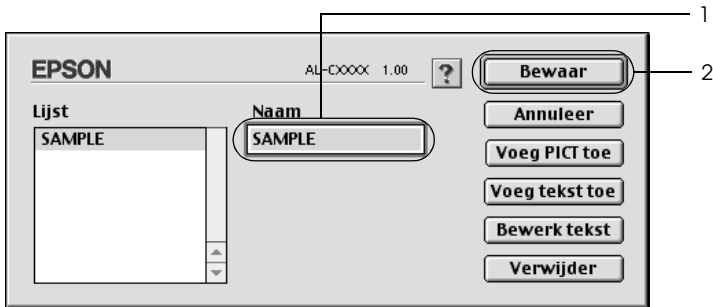 1
EPSON
AL-CXXXX 1.00
?
Bewaar
2
Lijst
Naam
Annuleer
SAMPLE
SAMPLE
Voeg PICT toe
Voeg tekst toe
Bewerk tekst
Verwijder